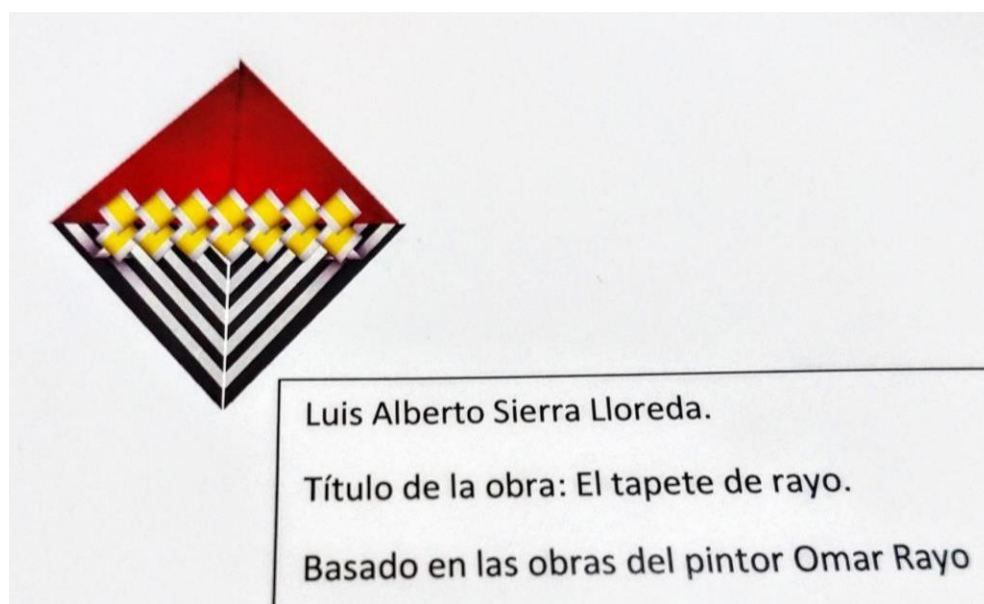 Luis Alberto Sierra Lloreda.
Título de la obra: El tapete de rayo.
Basado en las obras del pintor Omar Rayo